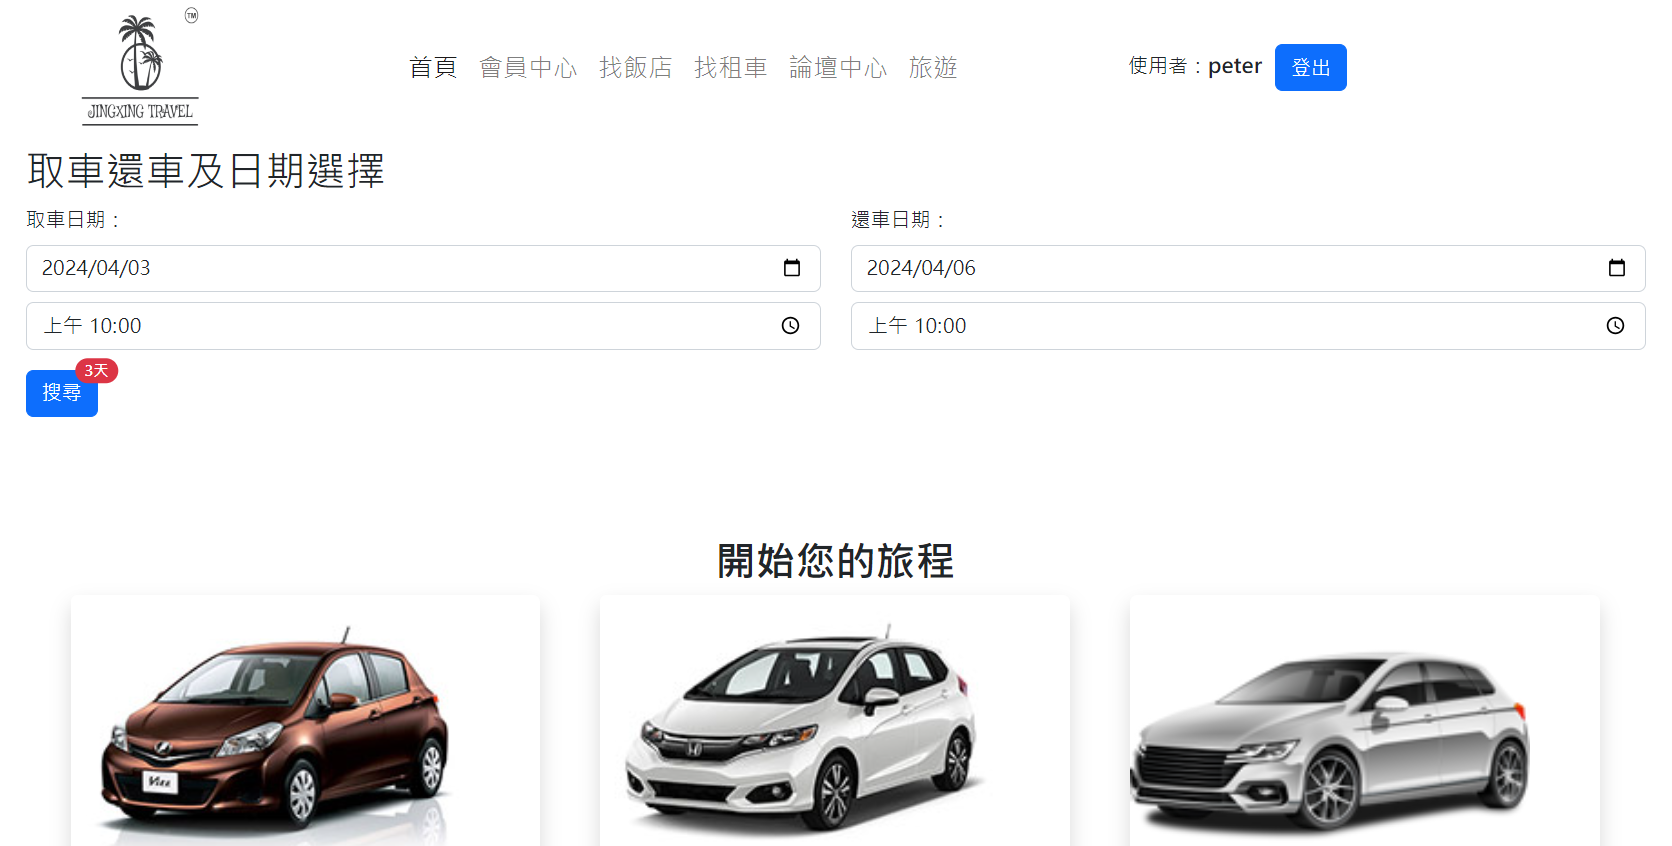 TM
JINGXING TRAVEL
首頁 會員中心 找飯店 找租車 論壇中心 旅遊
使用者：peter 登出
取車還車及日期選擇
取車日期：
2024/04/03
上午 10:00
還車日期：
2024/04/06
上午 10:00
搜尋
3天
開始您的旅程
Vitz